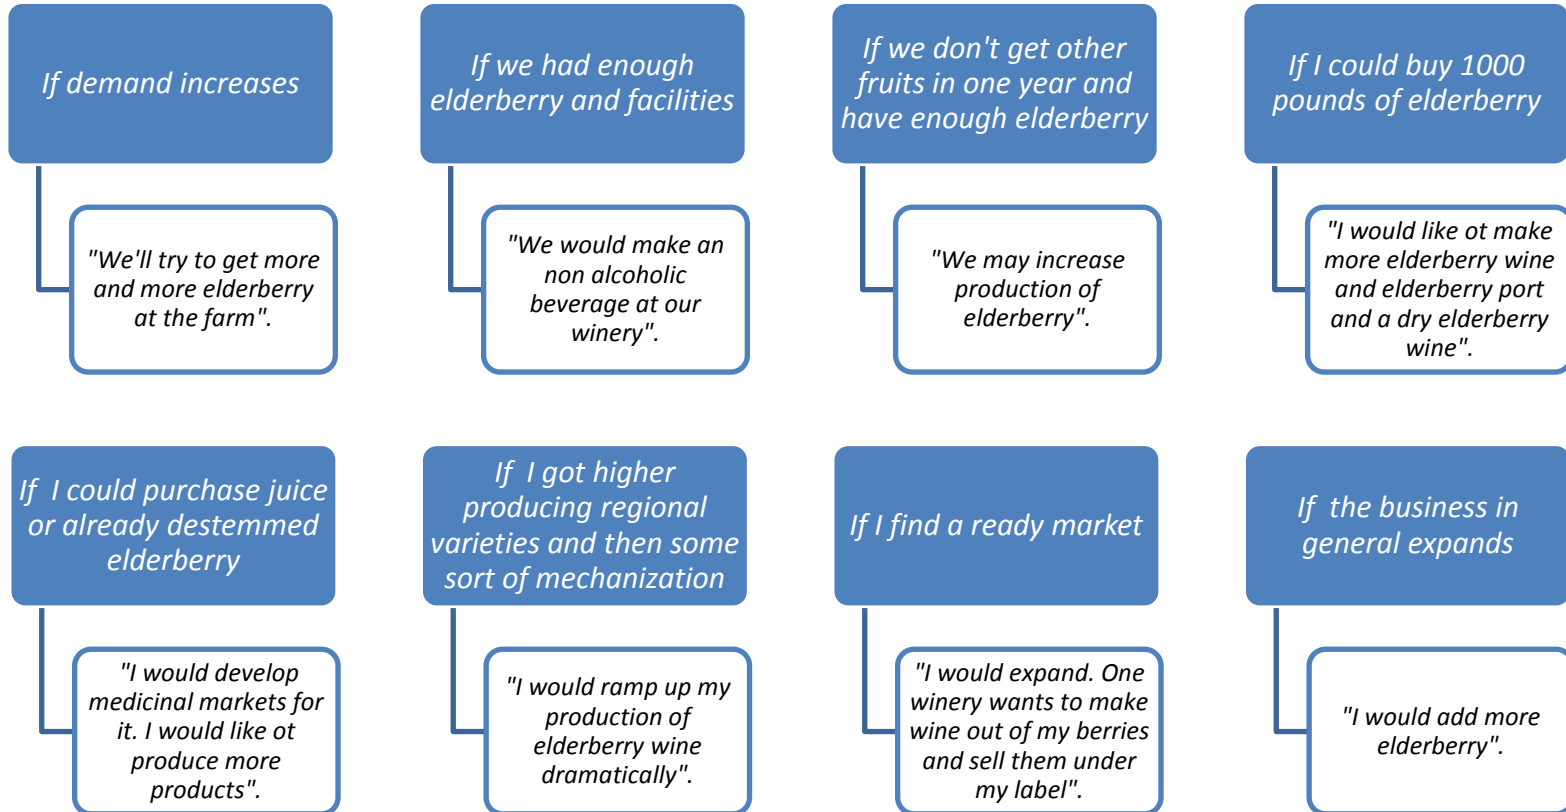 If demand increases
"We'll try to get more
and more elderberry
at the farm".
If we had enough
elderberry and facilities
"We would make an
non alcoholic
beverage at our
winery".
If we don't get other
fruits in one year and
have enough elderberry
"We may increase
production of
elderberry".
If I could buy 1000
pounds of elderberry
"I would like ot make
more elderberry wine
and elderberry port
and a dry elderberry
wine".
If  I could purchase juice
or already destemmed
elderberry
"I would develop
medicinal markets for
it. I would like ot
produce more
products".
If  I got higher
producing regional
varieties and then some
sort of mechanization
"I would ramp up my
production of
elderberry wine
dramatically".
If I find a ready market
"I would expand. One
winery wants to make
wine out of my berries
and sell them under
my label".
If  the business in
general expands
"I would add more
elderberry".